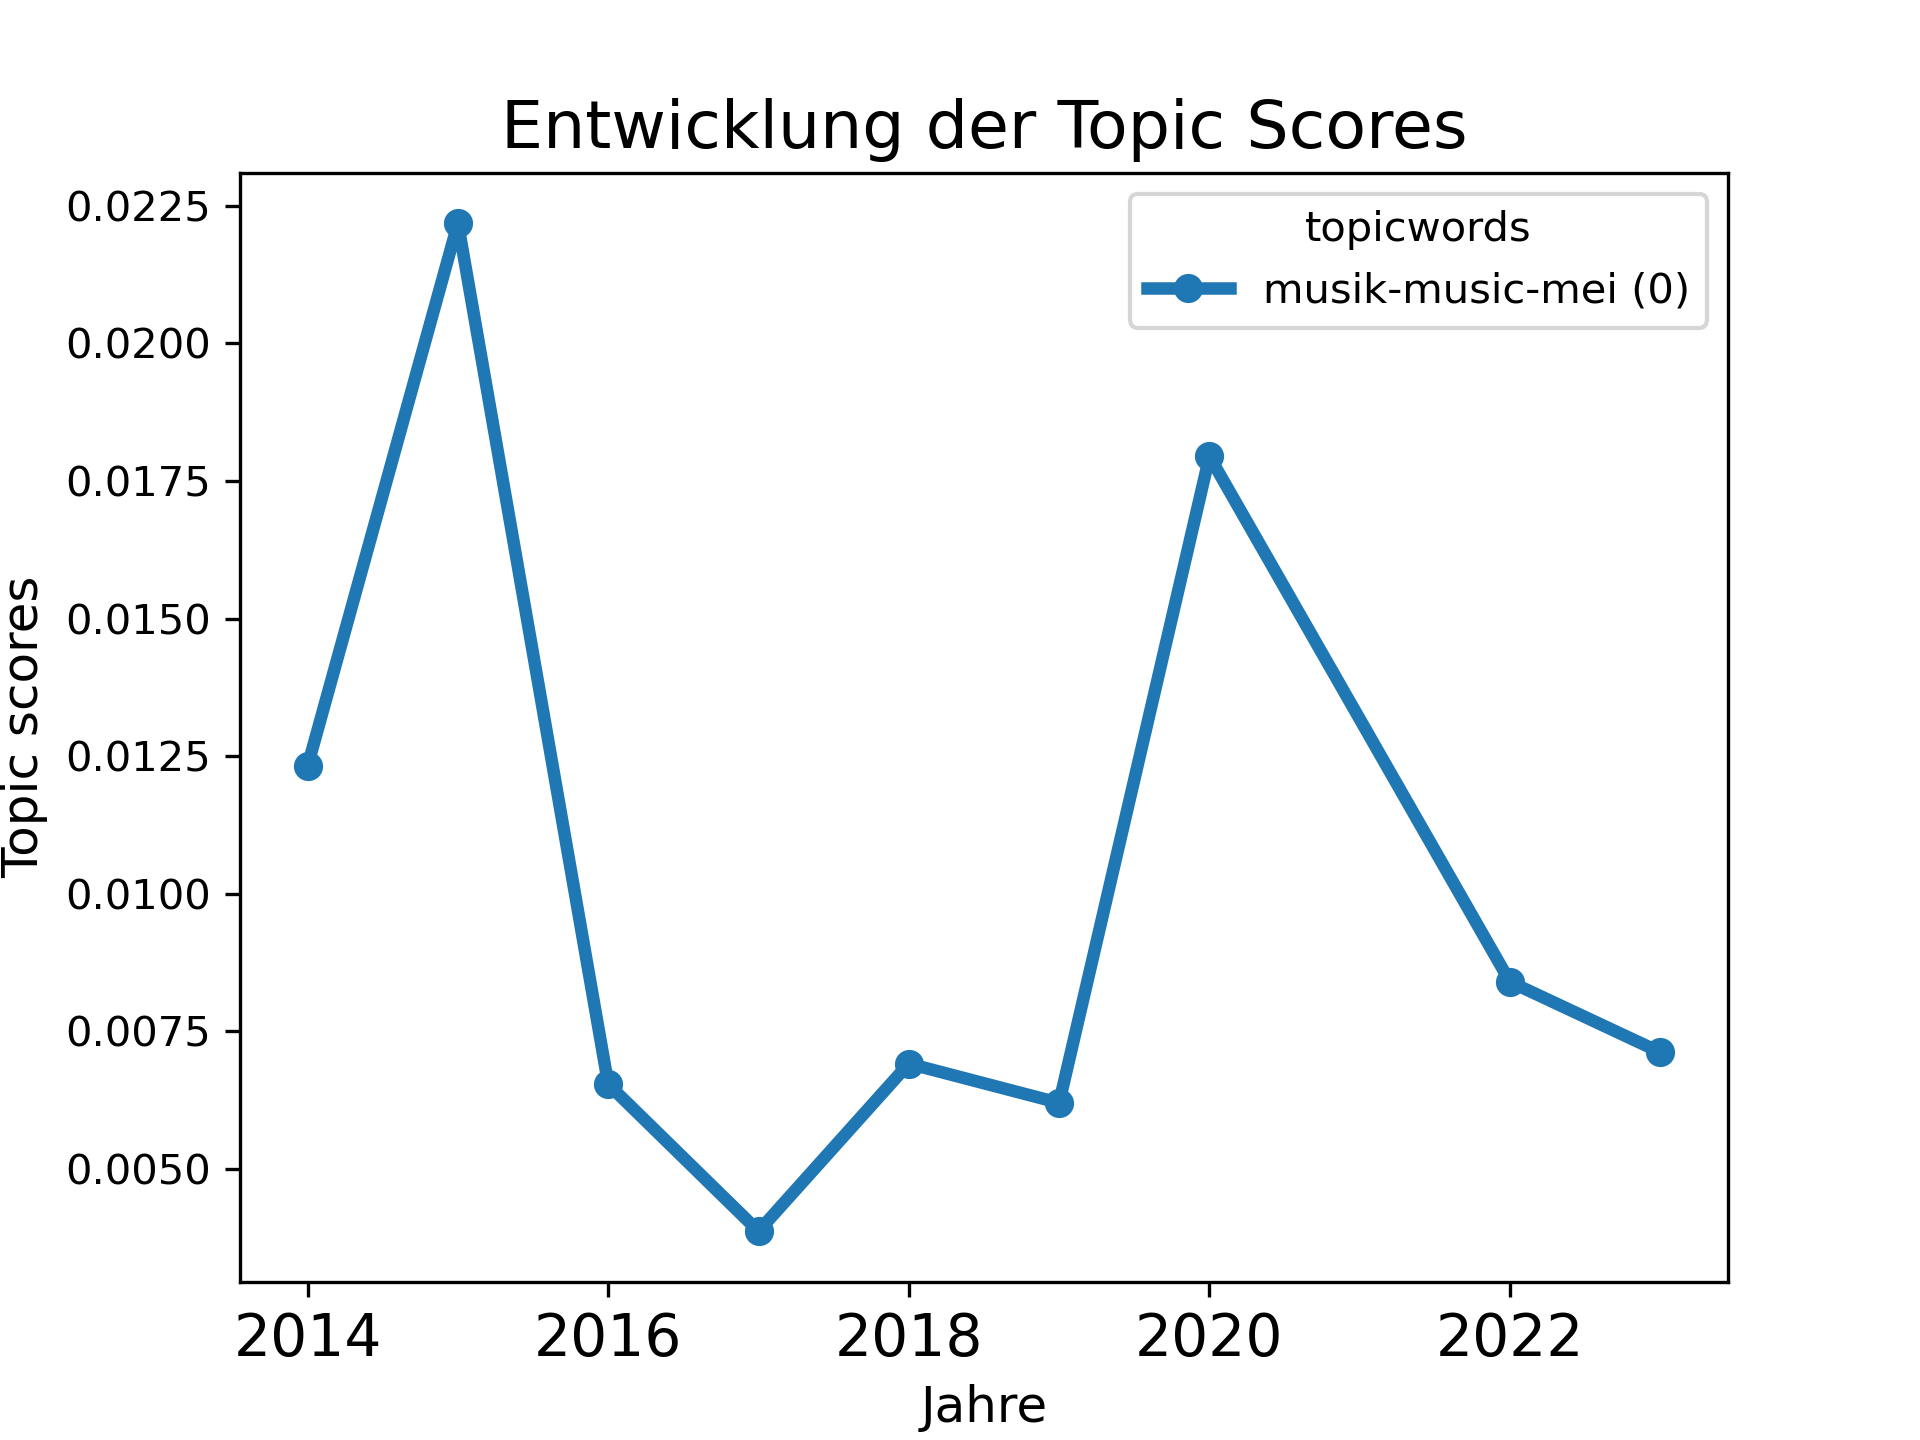 Entwicklung der Topic Scores
topicwords
musik-music-mei (0)
Topic scores
0.0225
0.0200
0.0175
0.0150
0.0125
0.0100
0.0075
0.0050
2014 2016 2018 2020 2022
Jahre